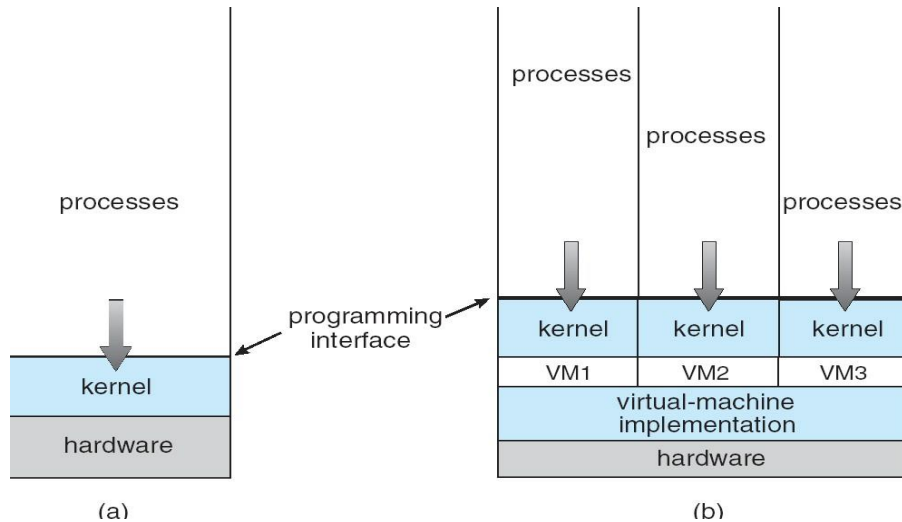 processes
kernel
hardware
(a)
programming
interface
processes
processes
processes
kernel
kernel
kernel
VM1
VM2
VM3
virtual-machine
implementation
hardware
(b)